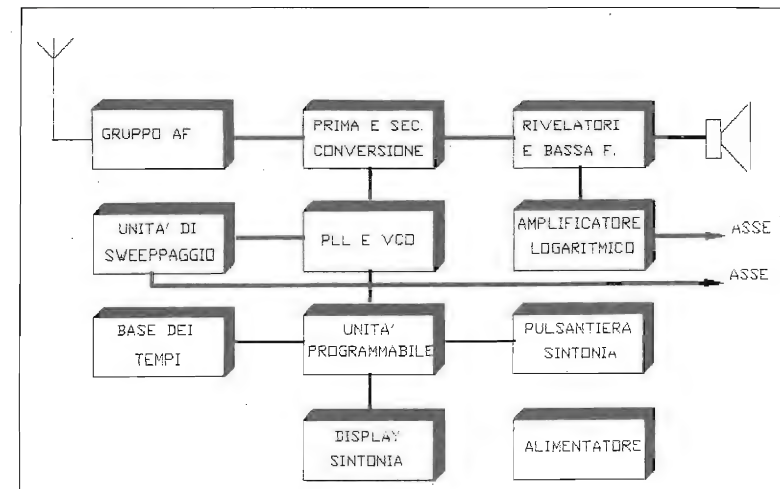 GRUPPO AF
PRIMA E SEC.
CONVERSIONE
RIVELATORI
E BASSA F.
UNITA' DI
SWEEPPAGGIO
PLL E VCO
AMPLIFICATORE
LOGARITMICO
ASSE
ASSE
BASE DEI
TEMPI
UNITA'
PROGRAMMABILE
PULSANTIERA
SINTONIA
DISPLAY
SINTONIA
ALIMENTATORE